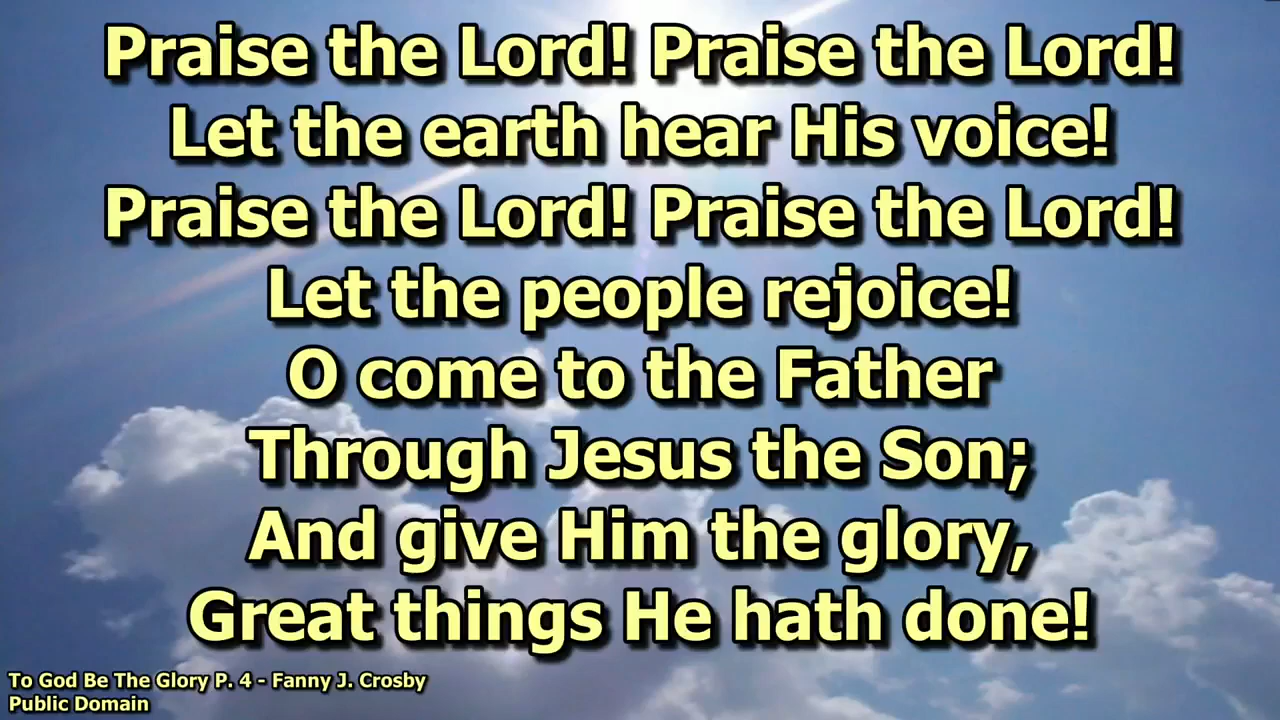 Praise the Lord! Praise the Lord!
Let the earth hear His voice!
Praise the Lord! Praise the Lord!
Let the people rejoice!
O come to the Father
Through Jesus the Son;
And give Him the glory,
Great things He hath done!
To God Be The Glory P. 4 - Fanny J. Crosby
Public Domain